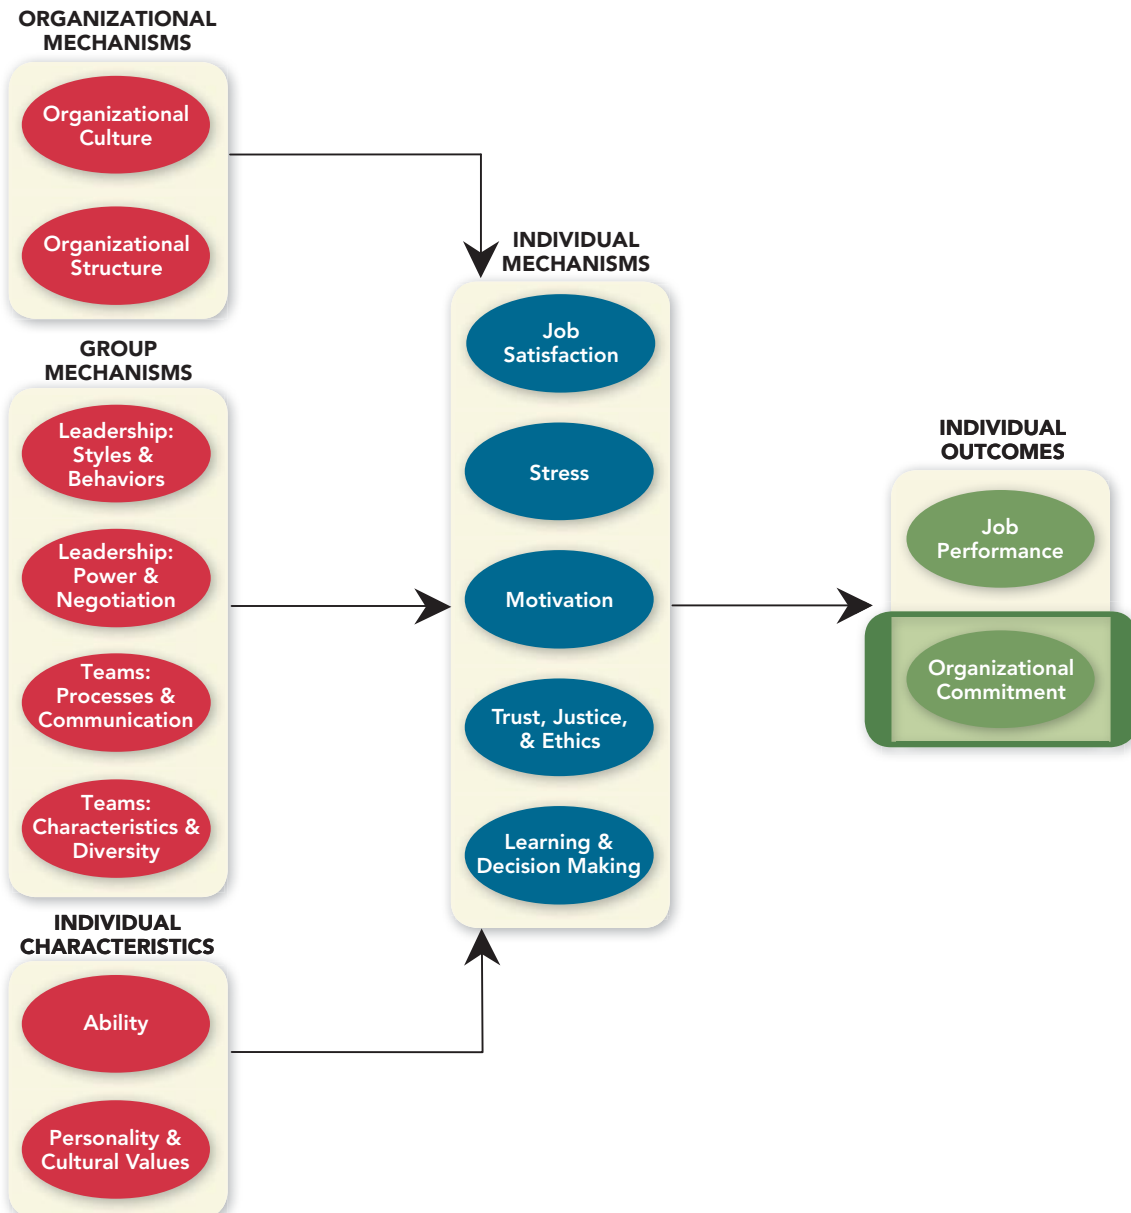 ORGANIZATIONAL
MECHANISMS
Organizational
Culture
Organizational
Structure
GROUP
MECHANISMS
Leadership:
Styles &
Behaviors
Leadership:
Power &
Negotiation
Teams:
Processes &
Communication
Teams:
Characteristics &
Diversity
INDIVIDUAL
CHARACTERISTICS
Ability
Personality &
Cultural Values
INDIVIDUAL
MECHANISMS
Job
Satisfaction
Stress
Motivation
Trust, Justice,
& Ethics
Learning &
Decision Making
INDIVIDUAL
OUTCOMES
Job
Performance
Organizational
Commitment